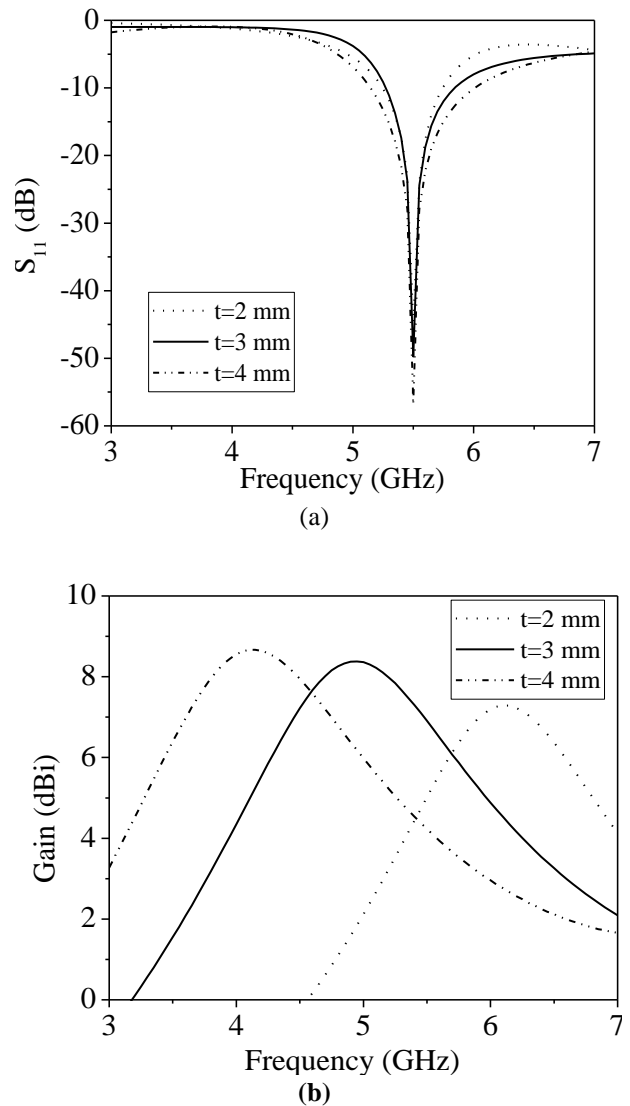 0
-10
-20
-30
-40
-50
-60
S11 (dB)
t=2 mm
t=3 mm
t=4 mm
3 4 5 6 7
Frequency (GHz)
(a)
10
8
6
4
2
0
Gain (dBi)
t=2 mm
t=3 mm
t=4 mm
3 4 5 6 7
Frequency (GHz)
(b)